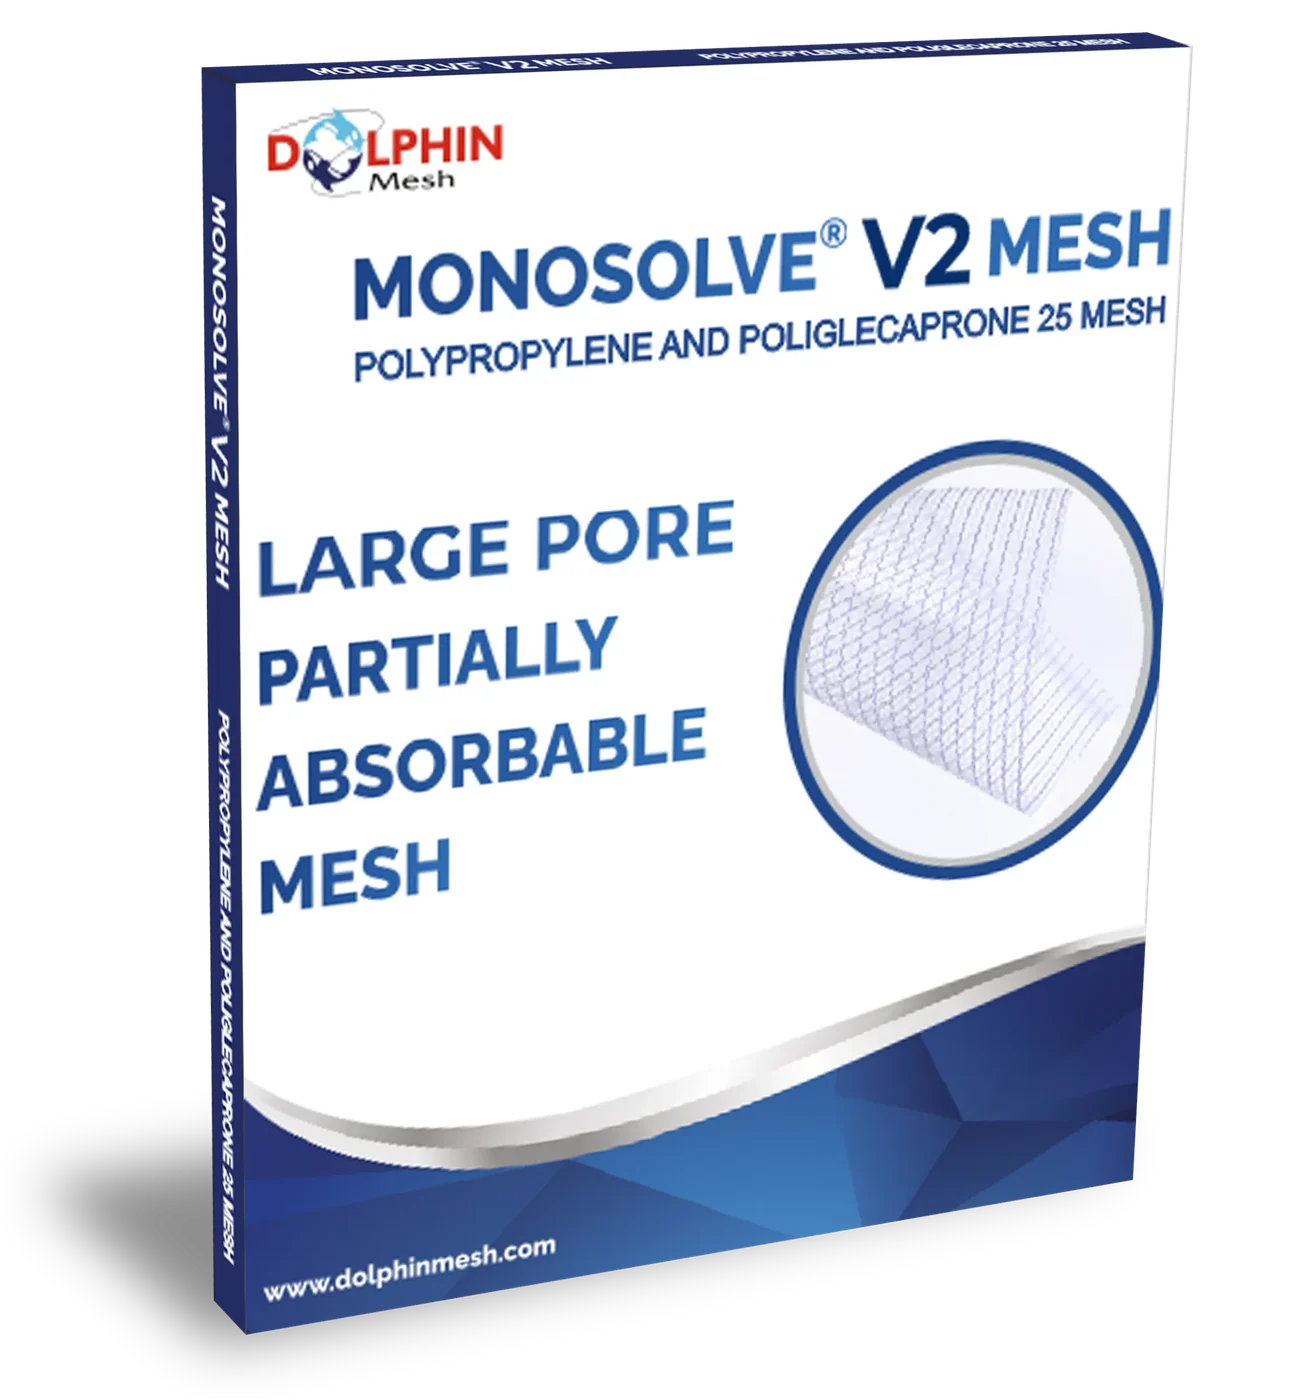 MONOSOLVE® V2 MESH
POLYPROPYLENE AND POLIGLECAPRONE 25 MESH
DOLPHIN
Mesh
MONOSOLVE® V2 MESH
POLYPROPYLENE AND POLIGLECAPRONE 25 MESH
LARGE PORE
PARTIALLY
ABSORBABLE
MESH
www.dolphinmesh.com
MONOSOLVE® V2 MESH
POLYPROPYLENE AND POLIGLECAPRONE 25 MESH